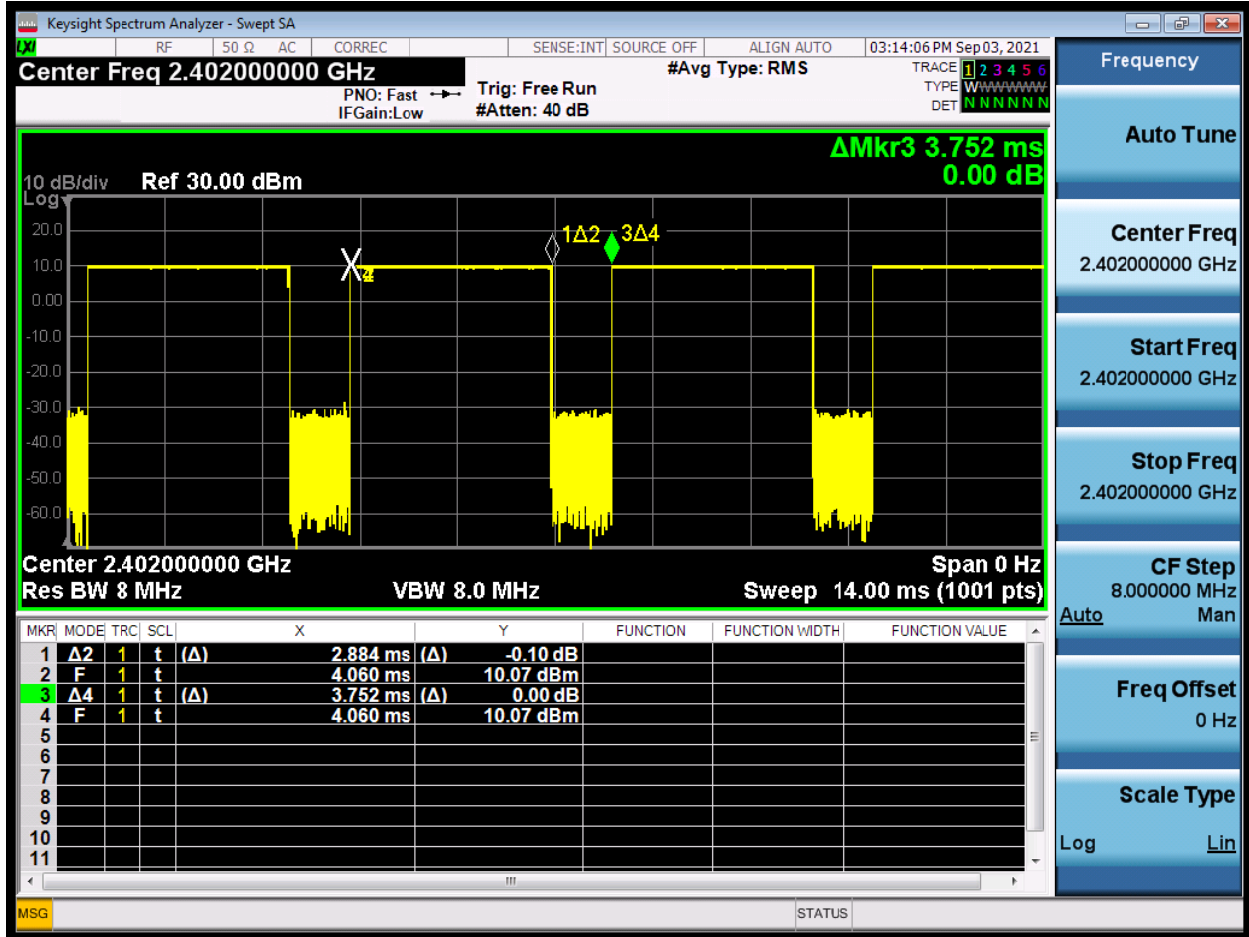 Keysight Spectrum Analyzer - Swept SA
LXI RF 50 Ω AC CORREC SENSE:INT SOURCE OFF ALIGN AUTO 03:14:06 PM Sep 03, 2021
Center Freq 2.402000000 GHz
PNO: Fast
IFGain:Low
Trig: Free Run
#Atten: 40 dB
#Avg Type: RMS
TRACE 1 2 3 4 5 6
TYPE WWWWWW
DET N N N N N N
ΔMkr3 3.752 ms
0.00 dB
10 dB/div Ref 30.00 dBm
Log
20.0
10.0
0.00
-10.0
-20.0
-30.0
-40.0
-50.0
-60.0
1Δ2 3Δ4
Center 2.402000000 GHz Span 0 Hz
Res BW 8 MHz VBW 8.0 MHz Sweep 14.00 ms (1001 pts)
MKR MODE TRC SCL X Y FUNCTION FUNCTION WIDTH FUNCTION VALUE
1 Δ2 1 t (Δ) 2.884 ms (Δ) -0.10 dB
2 F 1 t 4.060 ms 10.07 dBm
3 Δ4 1 t (Δ) 3.752 ms (Δ) 0.00 dB
4 F 1 t 4.060 ms 10.07 dBm
5
6
7
8
9
10
11
MSG STATUS
Frequency
Auto Tune
Center Freq
2.402000000 GHz
Start Freq
2.402000000 GHz
Stop Freq
2.402000000 GHz
CF Step
8.000000 MHz
Auto Man
Freq Offset
0 Hz
Scale Type
Log Lin